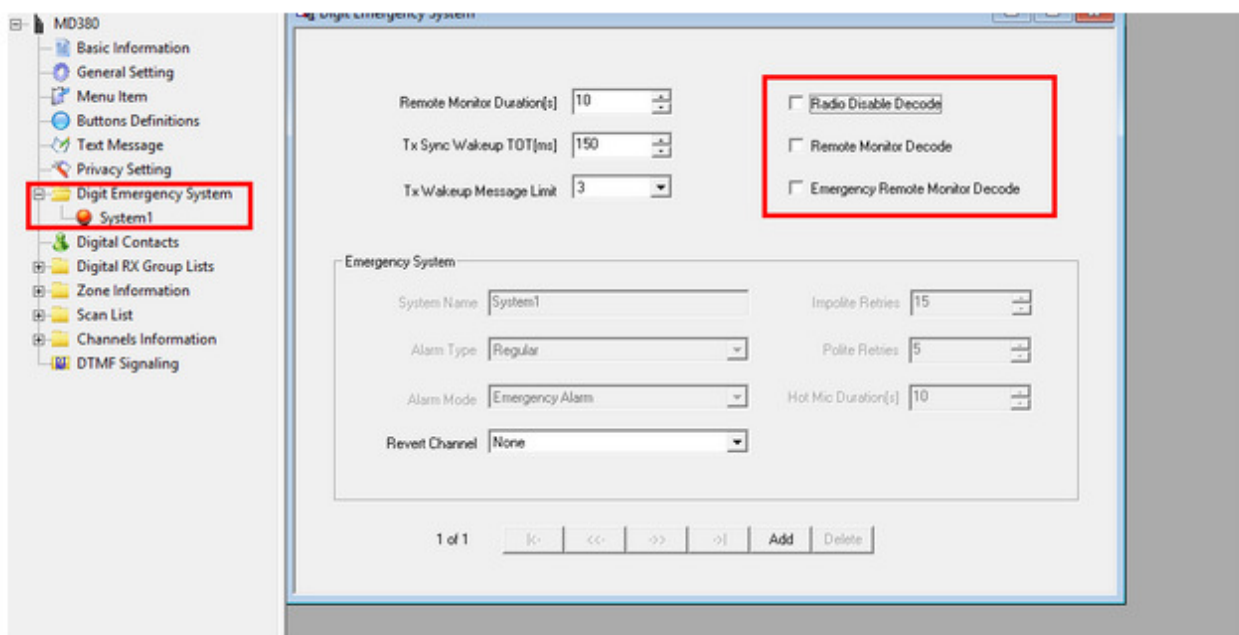 MD380
Basic Information
General Setting
Menu Item
Buttons Definitions
Text Message
Privacy Setting
Digit Emergency System
System1
Digital Contacts
Digital RX Group Lists
Zone Information
Scan List
Channels Information
DTMF Signaling
Digit Emergency System
Remote Monitor Duration[s] 10
Tx Sync Wakeup TOT[ms] 150
Tx Wakeup Message Limit 3
Radio Disable Decode
Remote Monitor Decode
Emergency Remote Monitor Decode
Emergency System
System Name System1
Alarm Type Regular
Alarm Mode Emergency Alarm
Revert Channel None
Impolite Retries 15
Polite Retries 5
Hot Mic Duration[s] 10
1 of 1 |<- <<- ->> ->| Add Delete